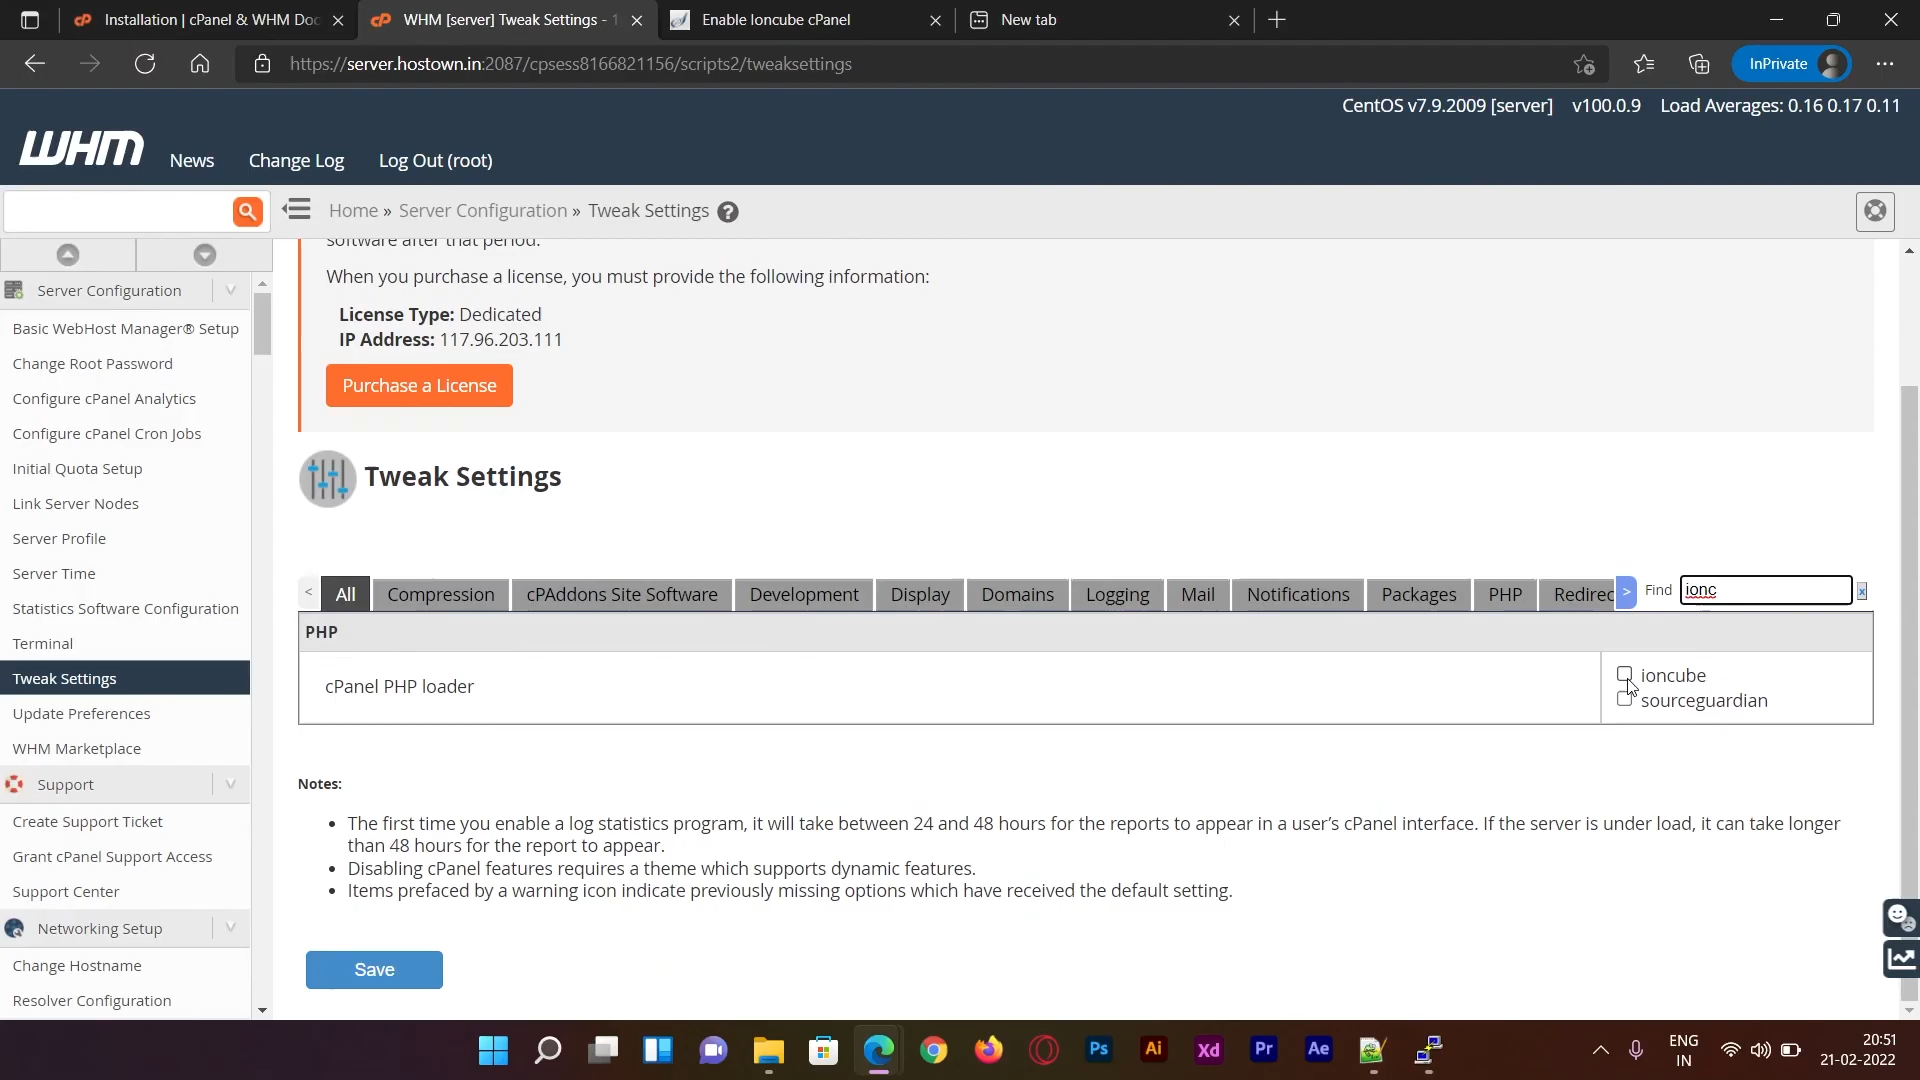 Installation | cPanel & WHM Doc
WHM [server] Tweak Settings - 1
Enable Ioncube cPanel
New tab
https://server.hostown.in:2087/cpsess8166821156/scripts2/tweaksettings
InPrivate
CentOS v7.9.2009 [server] v100.0.9 Load Averages: 0.16 0.17 0.11
WHM
News
Change Log
Log Out (root)
Home » Server Configuration » Tweak Settings
software after that period.
When you purchase a license, you must provide the following information:
License Type: Dedicated
IP Address: 117.96.203.111
Purchase a License
Server Configuration
Basic WebHost Manager® Setup
Change Root Password
Configure cPanel Analytics
Configure cPanel Cron Jobs
Initial Quota Setup
Link Server Nodes
Server Profile
Server Time
Statistics Software Configuration
Terminal
Tweak Settings
Update Preferences
WHM Marketplace
Support
Create Support Ticket
Grant cPanel Support Access
Support Center
Networking Setup
Change Hostname
Resolver Configuration
Tweak Settings
< All Compression cPAddons Site Software Development Display Domains Logging Mail Notifications Packages PHP Redirec > Find ionc x
PHP
cPanel PHP loader
ioncube
sourceguardian
Notes:
• The first time you enable a log statistics program, it will take between 24 and 48 hours for the reports to appear in a user's cPanel interface. If the server is under load, it can take longer
than 48 hours for the report to appear.
• Disabling cPanel features requires a theme which supports dynamic features.
• Items prefaced by a warning icon indicate previously missing options which have received the default setting.
Save
Ps
Ai
Xd
Pr
Ae
ENG
IN
20:51
21-02-2022